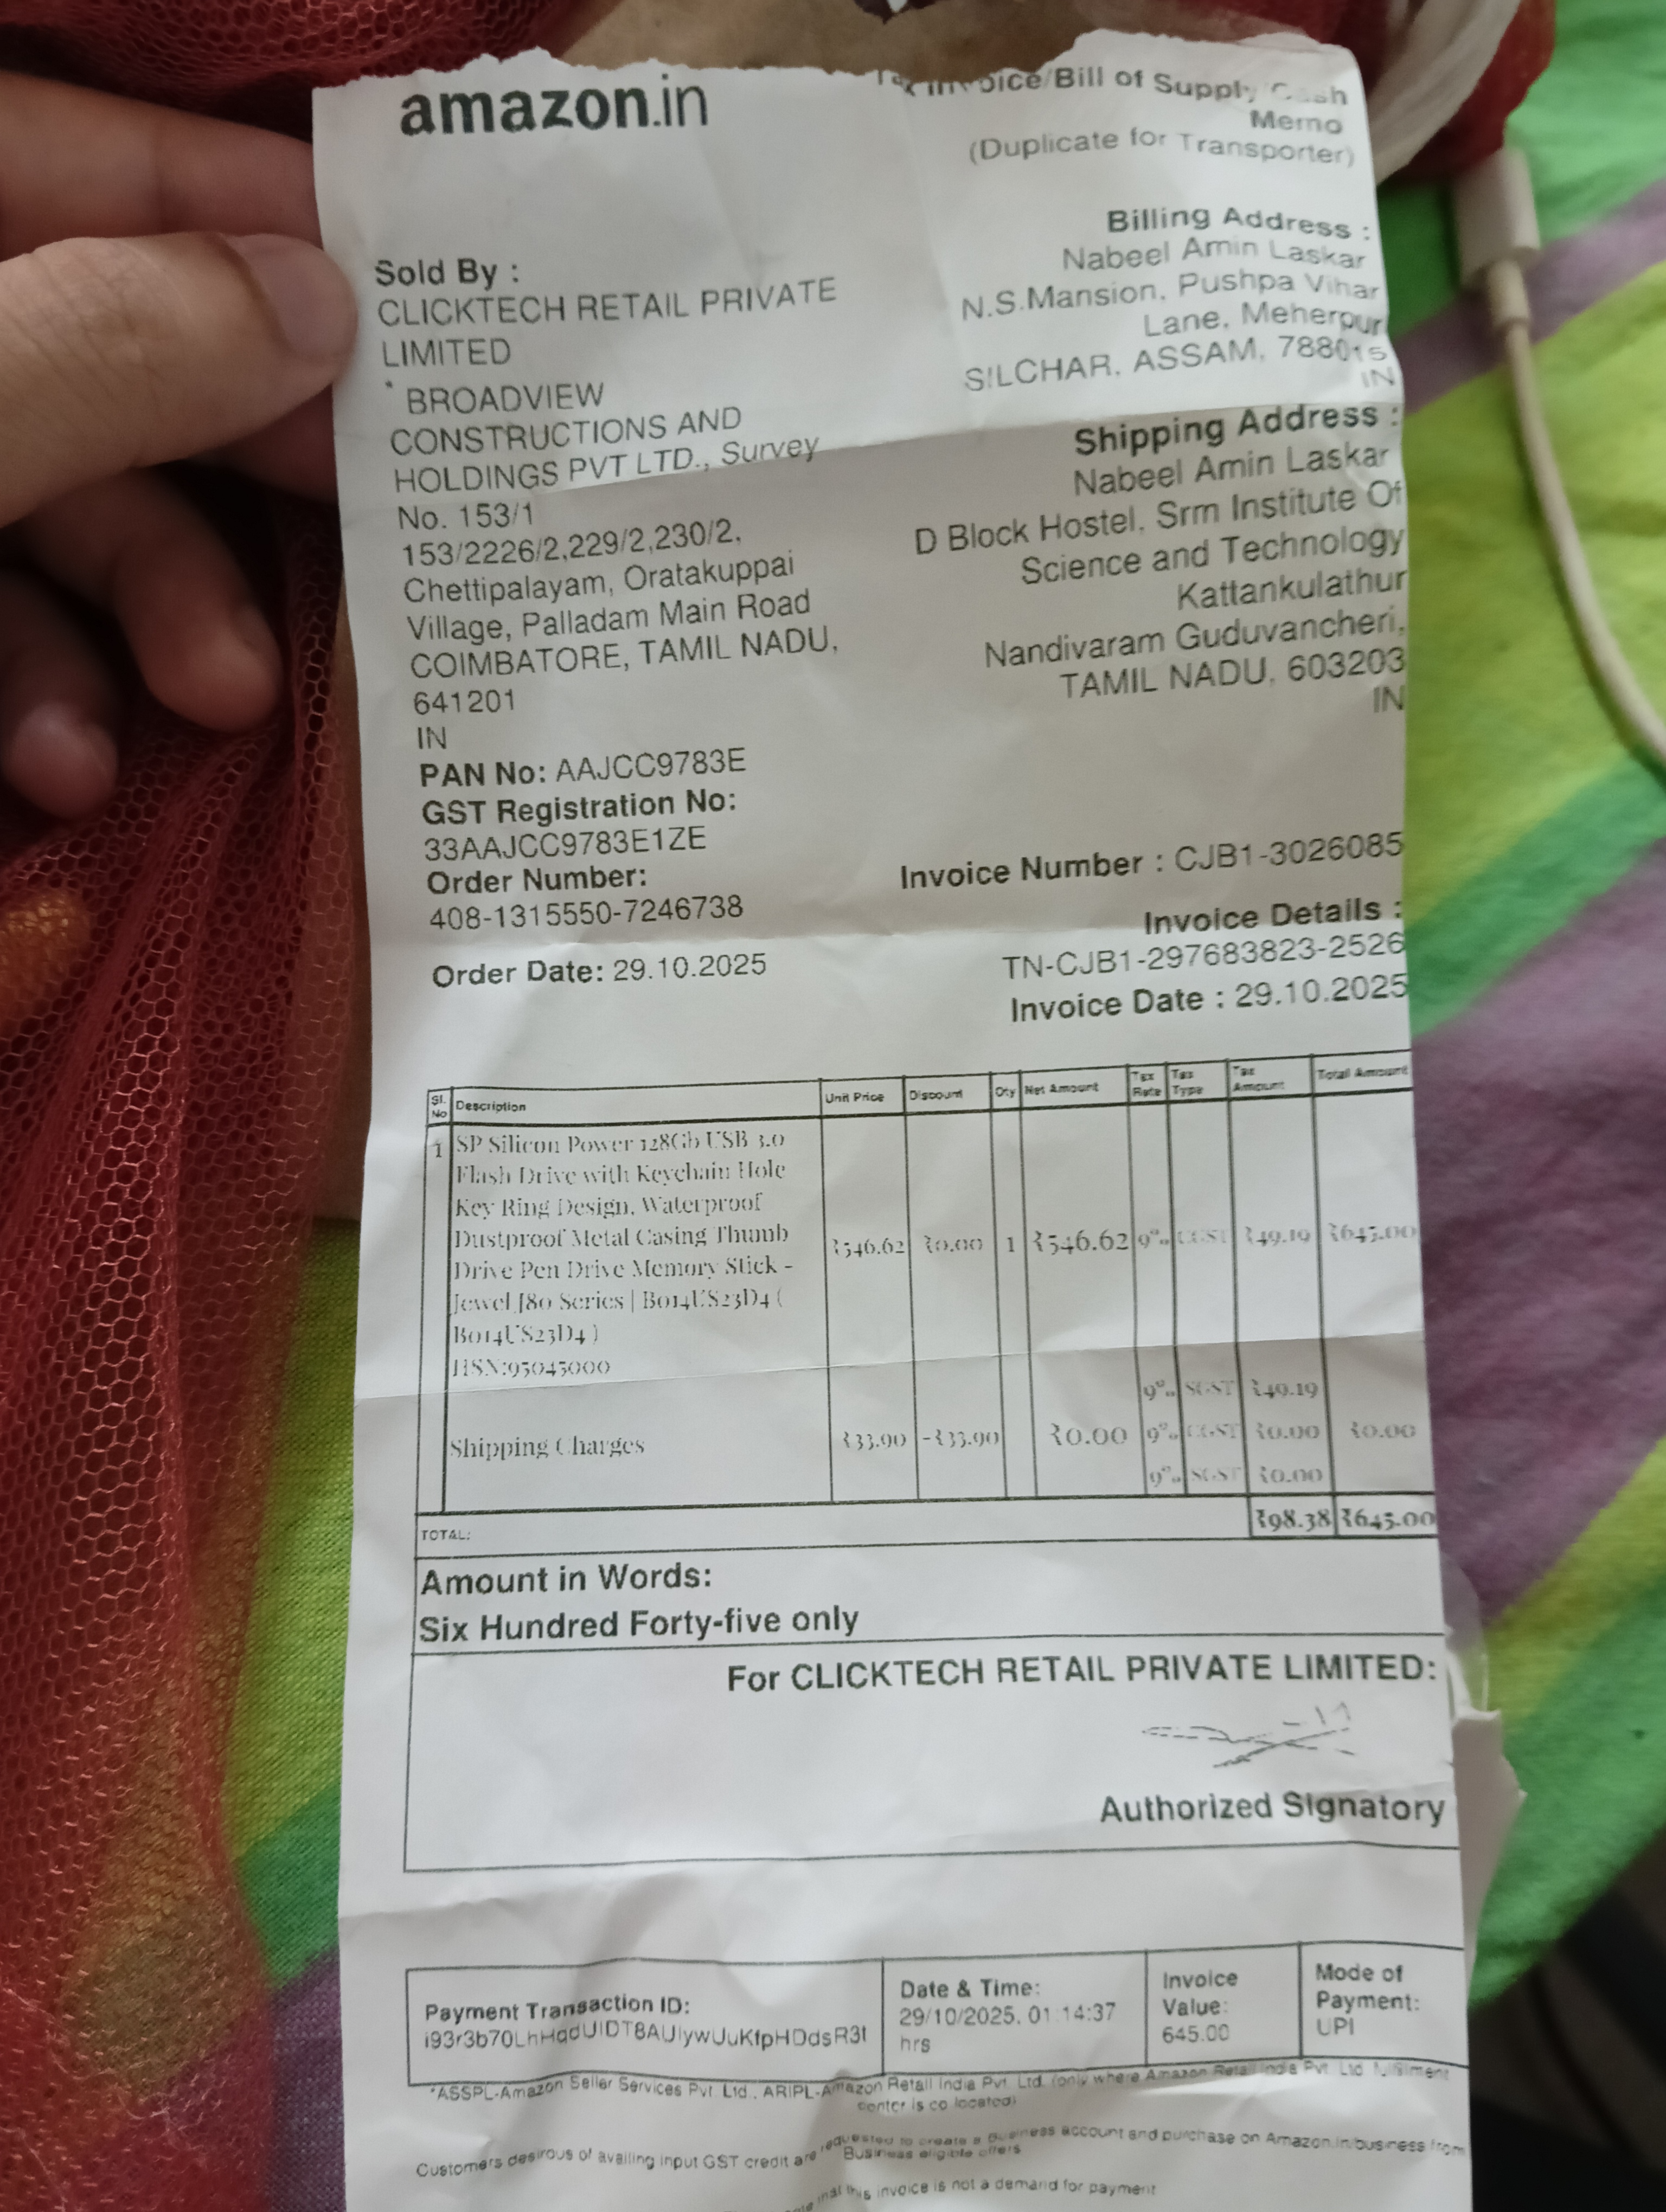 amazon.in
Tax Invoice/Bill of Supply/Cash
Memo
(Duplicate for Transporter)
Sold By :
CLICKTECH RETAIL PRIVATE
LIMITED
* BROADVIEW
CONSTRUCTIONS AND
HOLDINGS PVT LTD., Survey
No. 153/1
153/2226/2,229/2,230/2,
Chettipalayam, Oratakuppai
Village, Palladam Main Road
COIMBATORE, TAMIL NADU,
641201
IN
PAN No: AAJCC9783E
GST Registration No:
33AAJCC9783E1ZE
Order Number:
408-1315550-7246738
Order Date: 29.10.2025
Billing Address :
Nabeel Amin Laskar
N.S.Mansion, Pushpa Vihar
Lane, Meherpur
SILCHAR, ASSAM, 788015
IN
Shipping Address :
Nabeel Amin Laskar
D Block Hostel, Srm Institute Of
Science and Technology
Kattankulathur
Nandivaram Guduvancheri,
TAMIL NADU, 603203
IN
Invoice Number : CJB1-3026085
Invoice Details :
TN-CJB1-297683823-2526
Invoice Date : 29.10.2025
Sl. No Description Unit Price Discount Qty Net Amount Tax Rate Tax Type Tax Amount Total Amount
1 SP Silicon Power 128Gb USB 3.0
Flash Drive with Keychain Hole
Key Ring Design, Waterproof
Dustproof Metal Casing Thumb
₹546.62 ₹0.00 1 ₹546.62 9% CGST ₹49.19 ₹645.00
Drive Pen Drive Memory Stick -
Jewel J80 Series | B014US23D4 (
B014US23D4 )
HSN:95045000
9% SGST ₹49.19
Shipping Charges ₹33.90 -₹33.90 ₹0.00 9% CGST ₹0.00 ₹0.00
9% SGST ₹0.00
TOTAL: ₹98.38 ₹645.00
Amount in Words:
Six Hundred Forty-five only
For CLICKTECH RETAIL PRIVATE LIMITED:
Authorized Signatory
Payment Transaction ID:
Date & Time:
29/10/2025, 01:14:37
hrs
Invoice
Value:
645.00
Mode of
Payment:
UPI
*ASSPL-Amazon Seller Services Pvt. Ltd., ARIPL-Amazon Retail India Pvt. Ltd. (only where Amazon Retail India Pvt. Ltd. fulfillment
center is co-located)
Customers desirous of availing input GST credit are requested to create a Business account and purchase on Amazon.in/business from
Business eligible offers
this invoice is not a demand for payment